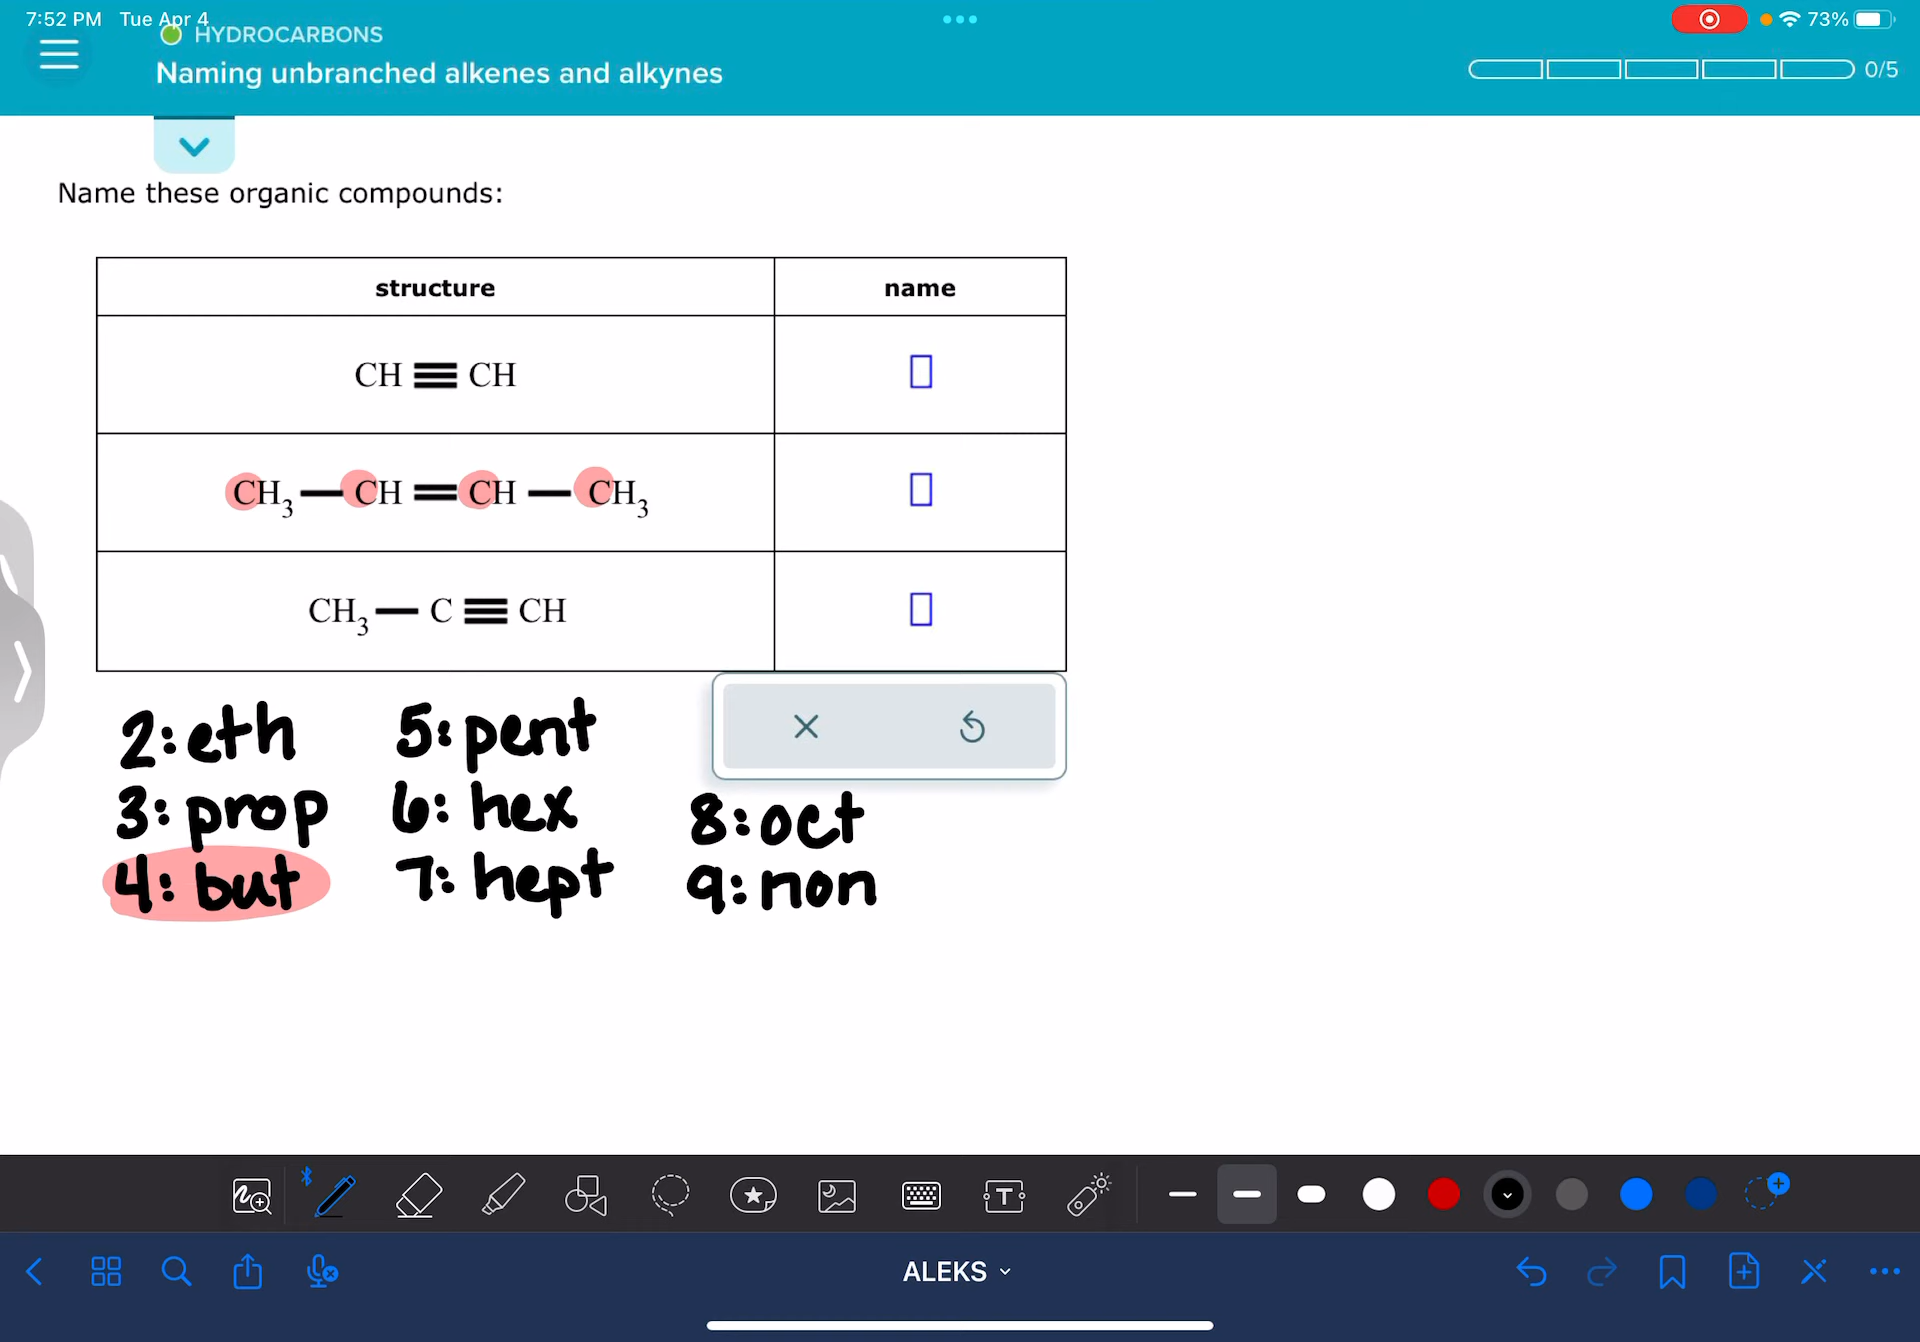 7:52 PM Tue Apr 4
73%
HYDROCARBONS
Naming unbranched alkenes and alkynes
0/5
Name these organic compounds:
structure name
CH≡CH
CH₃—CH=CH—CH₃
CH₃—C≡CH
2: eth 5: pent
3: prop 6: hex 8: oct
4: but 7: hept 9: non
T
ALEKS